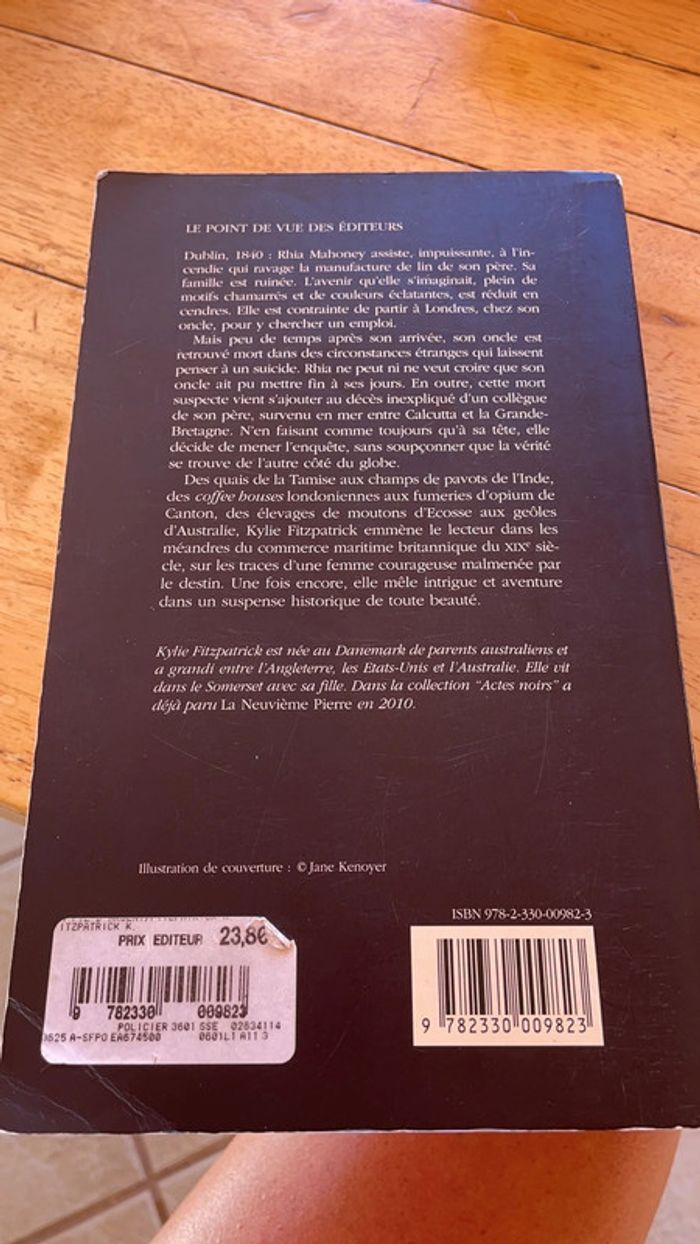 LE POINT DE VUE DES ÉDITEURS
Dublin, 1840 : Rhia Mahoney assiste, impuissante, à l'in-
cendie qui ravage la manufacture de lin de son père. Sa
famille est ruinée. L'avenir qu'elle s'imaginait, plein de
motifs chamarrés et de couleurs éclatantes, est réduit en
cendres. Elle est contrainte de partir à Londres, chez son
oncle, pour y chercher un emploi.
Mais peu de temps après son arrivée, son oncle est
retrouvé mort dans des circonstances étranges qui laissent
penser à un suicide. Rhia ne peut ni ne veut croire que son
oncle ait pu mettre fin à ses jours. En outre, cette mort
suspecte vient s'ajouter au décès inexpliqué d'un collègue
de son père, survenu en mer entre Calcutta et la Grande-
Bretagne. N'en faisant comme toujours qu'à sa tête, elle
décide de mener l'enquête, sans soupçonner que la vérité
se trouve de l'autre côté du globe.
Des quais de la Tamise aux champs de pavots de l'Inde,
des coffee houses londoniennes aux fumeries d'opium de
Canton, des élevages de moutons d'Ecosse aux geôles
d'Australie, Kylie Fitzpatrick emmène le lecteur dans les
méandres du commerce maritime britannique du XIXe siè-
cle, sur les traces d'une femme courageuse malmenée par
le destin. Une fois encore, elle mêle intrigue et aventure
dans un suspense historique de toute beauté.
Kylie Fitzpatrick est née au Danemark de parents australiens et
a grandi entre l'Angleterre, les Etats-Unis et l'Australie. Elle vit
dans le Somerset avec sa fille. Dans la collection “Actes noirs” a
déjà paru La Neuvième Pierre en 2010.
Illustration de couverture : © Jane Kenoyer
ISBN 978-2-330-00982-3
9 782330 009823
ITZPATRICK K.
PRIX EDITEUR 23,8€
9 782330 009823
POLICIER 3601 SSE 02634114
0625 A-SFPO EA674500 0601L1 A11 3